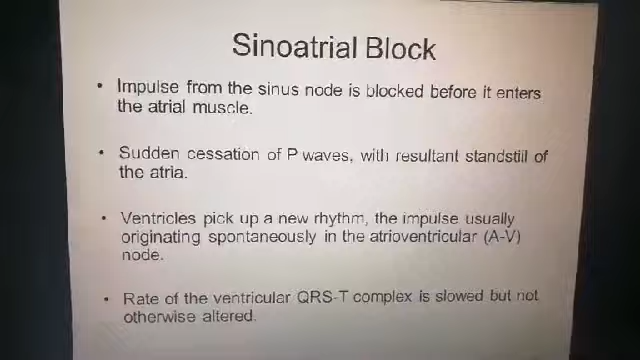 Sinoatrial Block
• Impulse from the sinus node is blocked before it enters
the atrial muscle.
• Sudden cessation of P waves, with resultant standstill of
the atria.
• Ventricles pick up a new rhythm, the impulse usually
originating spontaneously in the atrioventricular (A-V)
node.
• Rate of the ventricular QRS-T complex is slowed but not
otherwise altered.